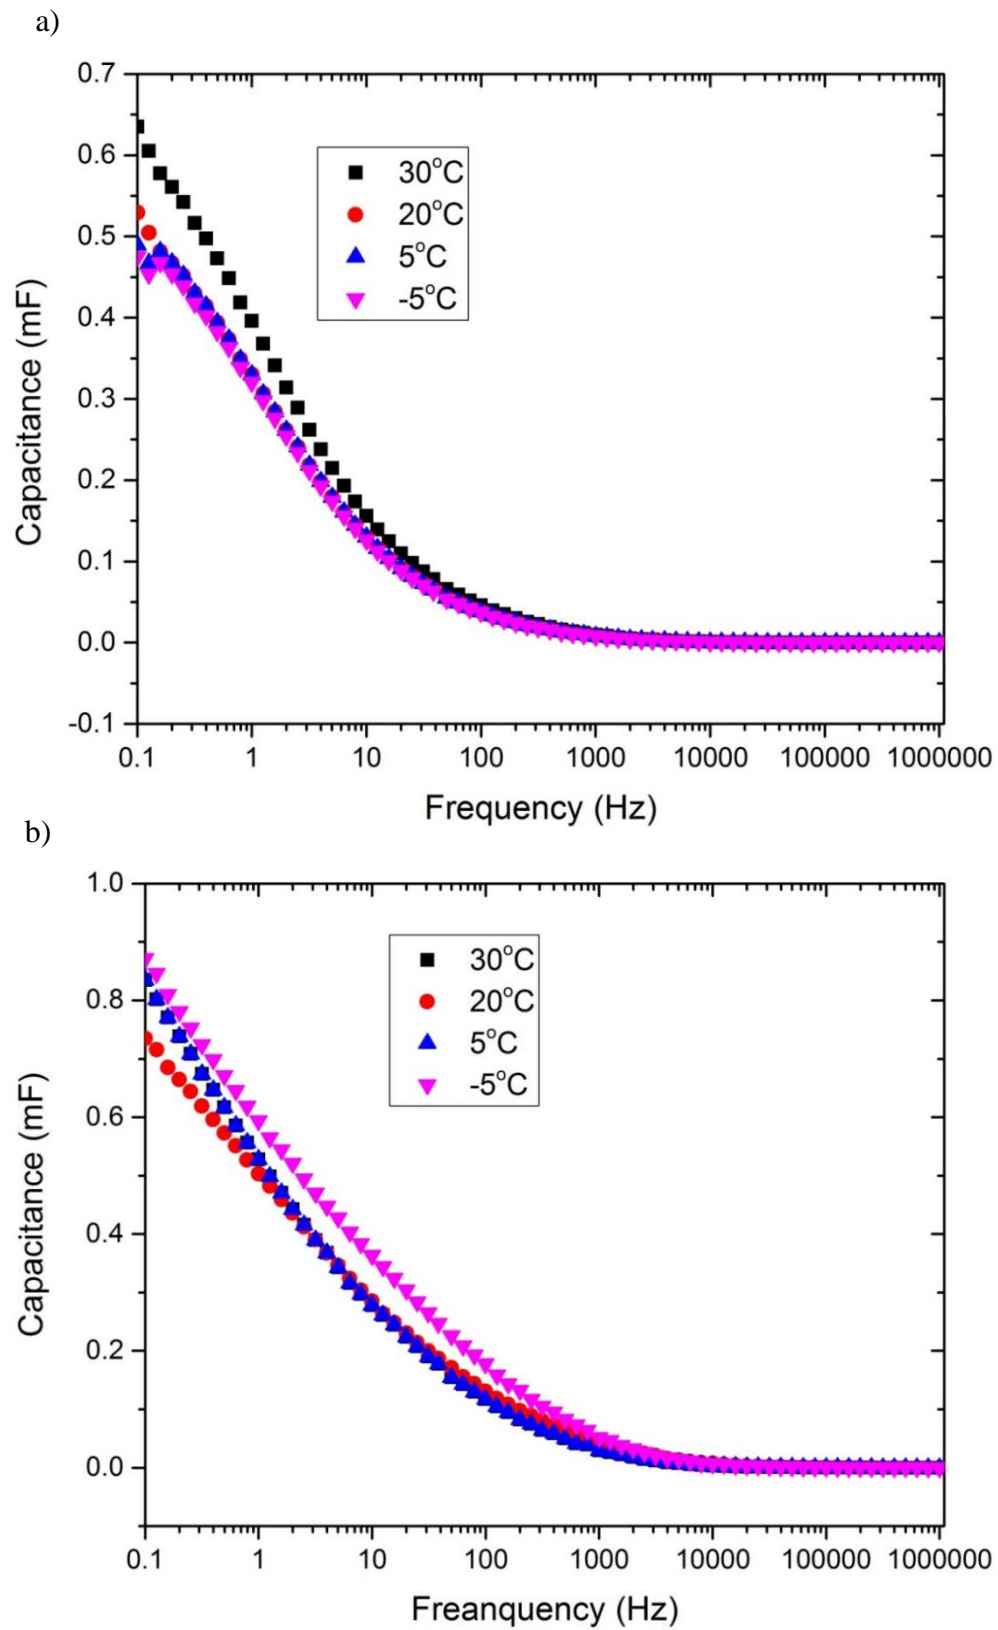 a)
0.7
0.6
0.5
0.4
0.3
0.2
0.1
0.0
-0.1
Capacitance (mF)
30°C
20°C
5°C
-5°C
0.1 1 10 100 1000 10000 100000 1000000
Frequency (Hz)
b)
1.0
0.8
0.6
0.4
0.2
0.0
Capacitance (mF)
30°C
20°C
5°C
-5°C
0.1 1 10 100 1000 10000 100000 1000000
Freanquency (Hz)